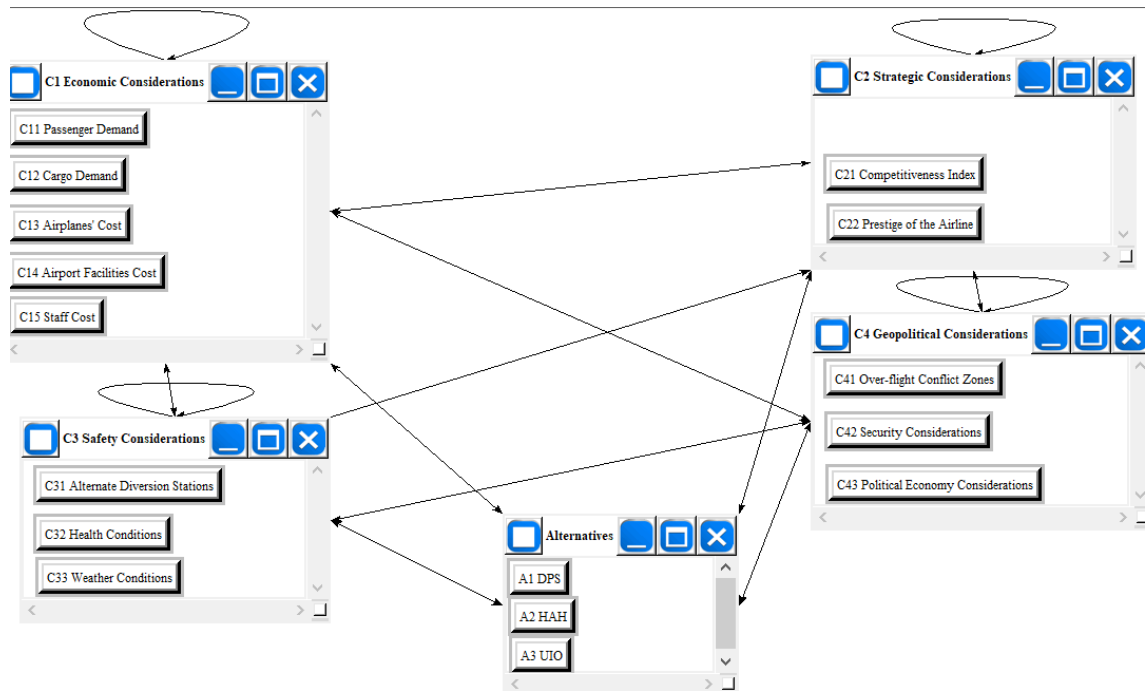 C1 Economic Considerations
C11 Passenger Demand
C12 Cargo Demand
C13 Airplanes' Cost
C14 Airport Facilities Cost
C15 Staff Cost
C2 Strategic Considerations
C21 Competitiveness Index
C22 Prestige of the Airline
C3 Safety Considerations
C31 Alternate Diversion Stations
C32 Health Conditions
C33 Weather Conditions
C4 Geopolitical Considerations
C41 Over-flight Conflict Zones
C42 Security Considerations
C43 Political Economy Considerations
Alternatives
A1 DPS
A2 HAH
A3 UIO